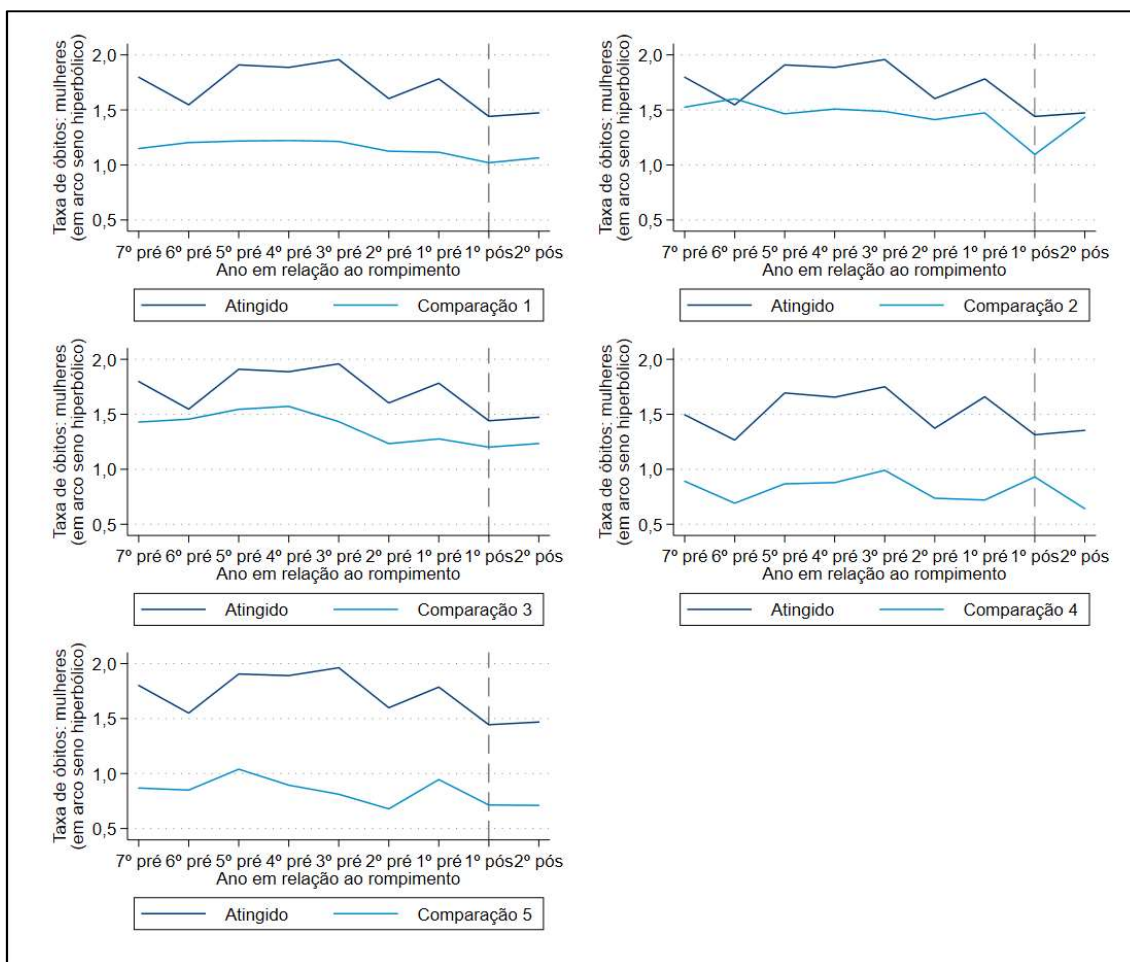 Taxa de óbitos: mulheres
(em arco seno hiperbólico)
2,0
1,5
1,0
0,5
7º pré 6º pré 5º pré 4º pré 3º pré 2º pré 1º pré 1º pós 2º pós
Ano em relação ao rompimento
Atingido Comparação 1
Taxa de óbitos: mulheres
(em arco seno hiperbólico)
2,0
1,5
1,0
0,5
7º pré 6º pré 5º pré 4º pré 3º pré 2º pré 1º pré 1º pós 2º pós
Ano em relação ao rompimento
Atingido Comparação 2
Taxa de óbitos: mulheres
(em arco seno hiperbólico)
2,0
1,5
1,0
0,5
7º pré 6º pré 5º pré 4º pré 3º pré 2º pré 1º pré 1º pós 2º pós
Ano em relação ao rompimento
Atingido Comparação 3
Taxa de óbitos: mulheres
(em arco seno hiperbólico)
2,0
1,5
1,0
0,5
7º pré 6º pré 5º pré 4º pré 3º pré 2º pré 1º pré 1º pós 2º pós
Ano em relação ao rompimento
Atingido Comparação 4
Taxa de óbitos: mulheres
(em arco seno hiperbólico)
2,0
1,5
1,0
0,5
7º pré 6º pré 5º pré 4º pré 3º pré 2º pré 1º pré 1º pós 2º pós
Ano em relação ao rompimento
Atingido Comparação 5